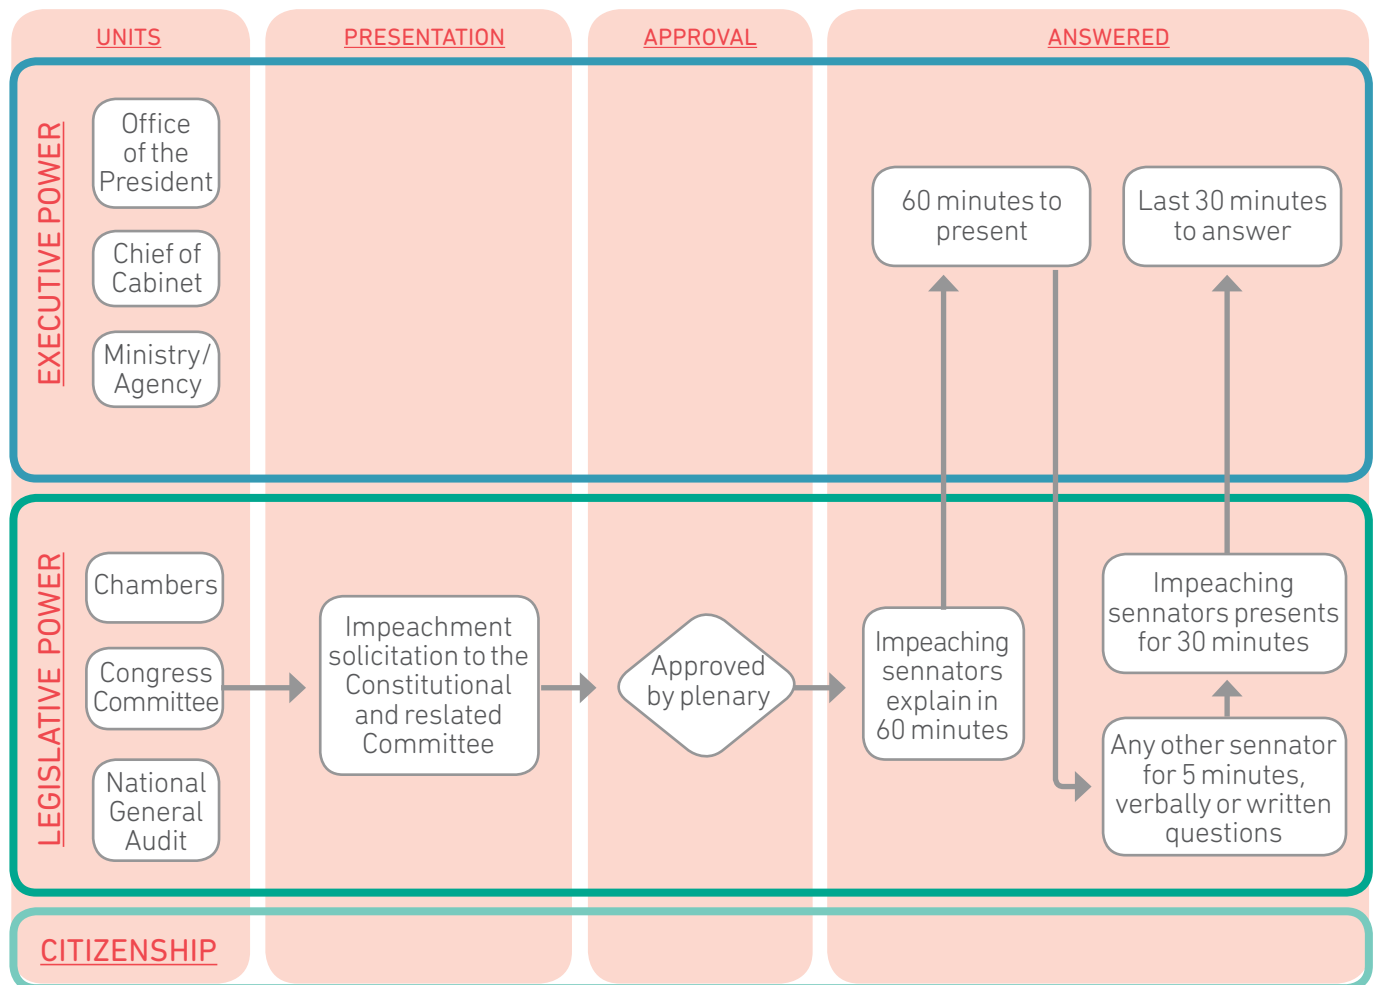 UNITS
PRESENTATION
APPROVAL
ANSWERED
EXECUTIVE POWER
Office
of the
President
Chief of
Cabinet
Ministry/
Agency
60 minutes to
present
Last 30 minutes
to answer
LEGISLATIVE POWER
Chambers
Congress
Committee
National
General
Audit
Impeachment
solicitation to the
Constitutional
and reslated
Committee
Approved
by plenary
Impeaching
sennators
explain in
60 minutes
Impeaching
sennators presents
for 30 minutes
Any other sennator
for 5 minutes,
verbally or written
questions
CITIZENSHIP